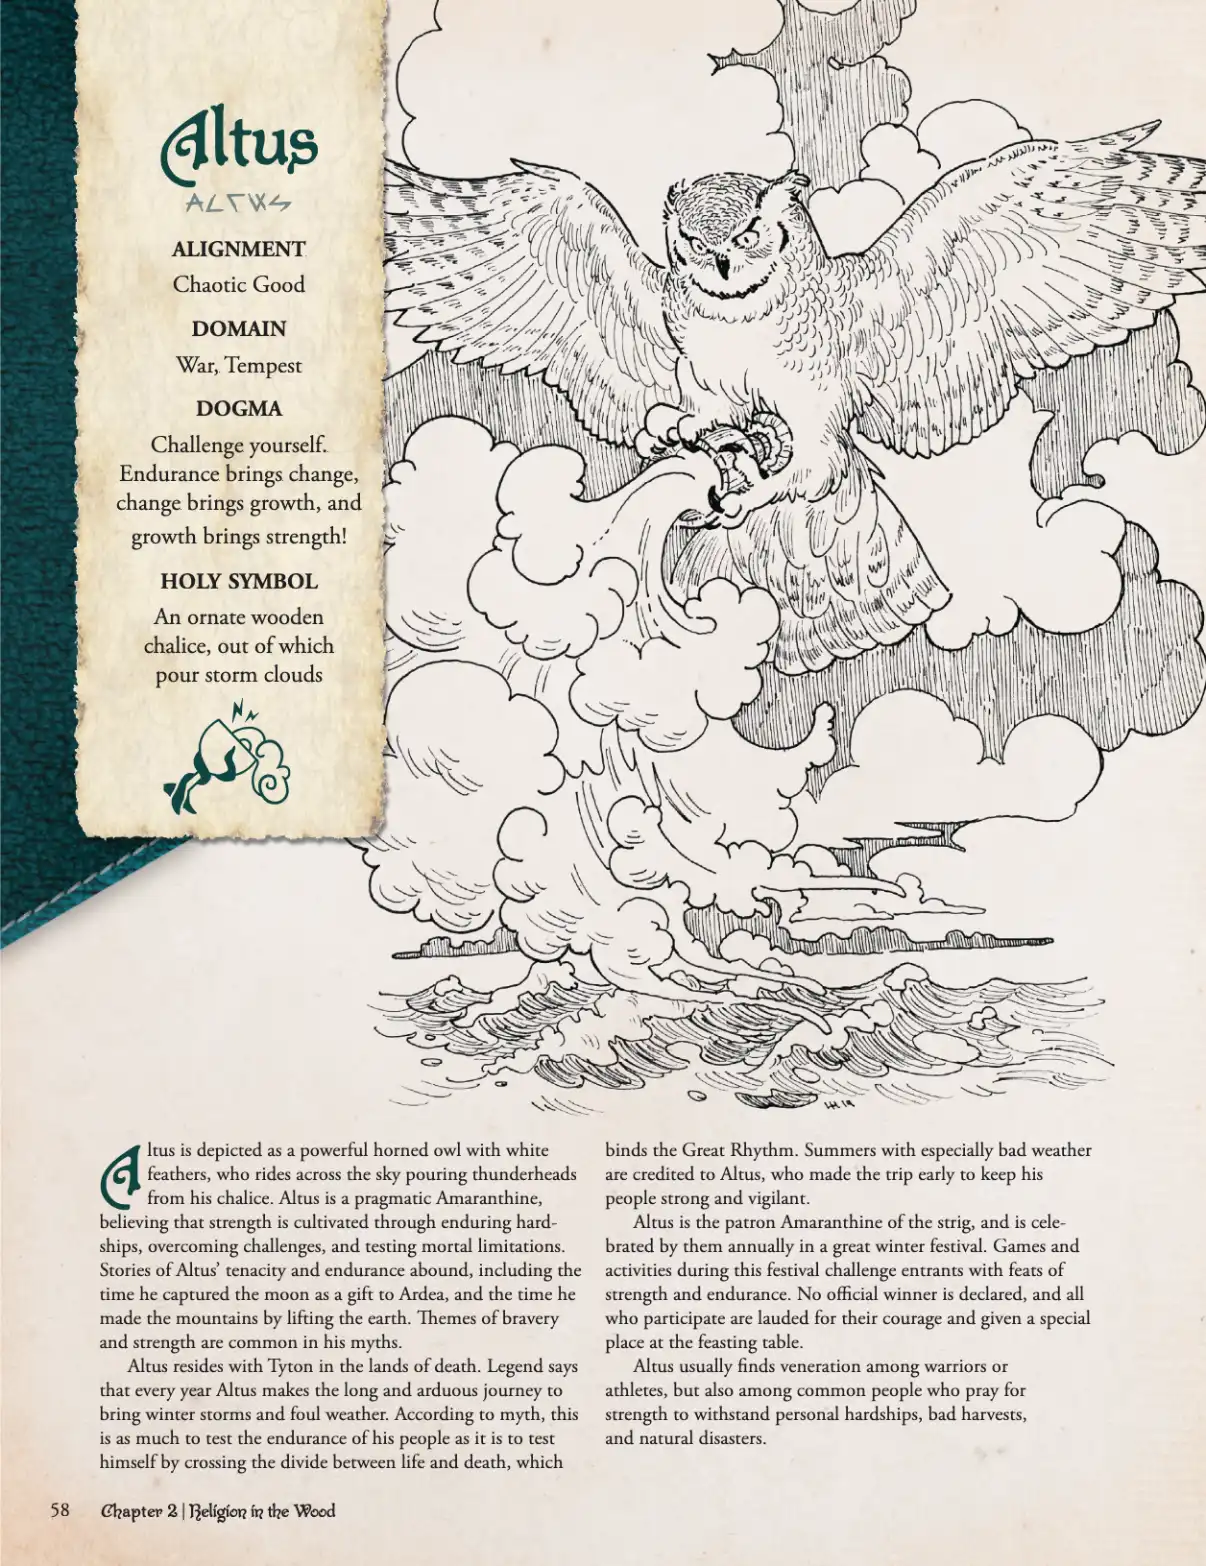 Altus
ALTUS
ALIGNMENT
Chaotic Good
DOMAIN
War, Tempest
DOGMA
Challenge yourself.
Endurance brings change,
change brings growth, and
growth brings strength!
HOLY SYMBOL
An ornate wooden
chalice, out of which
pour storm clouds
HH 19
Altus is depicted as a powerful horned owl with white
feathers, who rides across the sky pouring thunderheads
from his chalice. Altus is a pragmatic Amaranthine,
believing that strength is cultivated through enduring hard-
ships, overcoming challenges, and testing mortal limitations.
Stories of Altus’ tenacity and endurance abound, including the
time he captured the moon as a gift to Ardea, and the time he
made the mountains by lifting the earth. Themes of bravery
and strength are common in his myths.
Altus resides with Tyton in the lands of death. Legend says
that every year Altus makes the long and arduous journey to
bring winter storms and foul weather. According to myth, this
is as much to test the endurance of his people as it is to test
himself by crossing the divide between life and death, which
binds the Great Rhythm. Summers with especially bad weather
are credited to Altus, who made the trip early to keep his
people strong and vigilant.
Altus is the patron Amaranthine of the strig, and is cele-
brated by them annually in a great winter festival. Games and
activities during this festival challenge entrants with feats of
strength and endurance. No official winner is declared, and all
who participate are lauded for their courage and given a special
place at the feasting table.
Altus usually finds veneration among warriors or
athletes, but also among common people who pray for
strength to withstand personal hardships, bad harvests,
and natural disasters.
58 Chapter 2 | Religion in the Wood